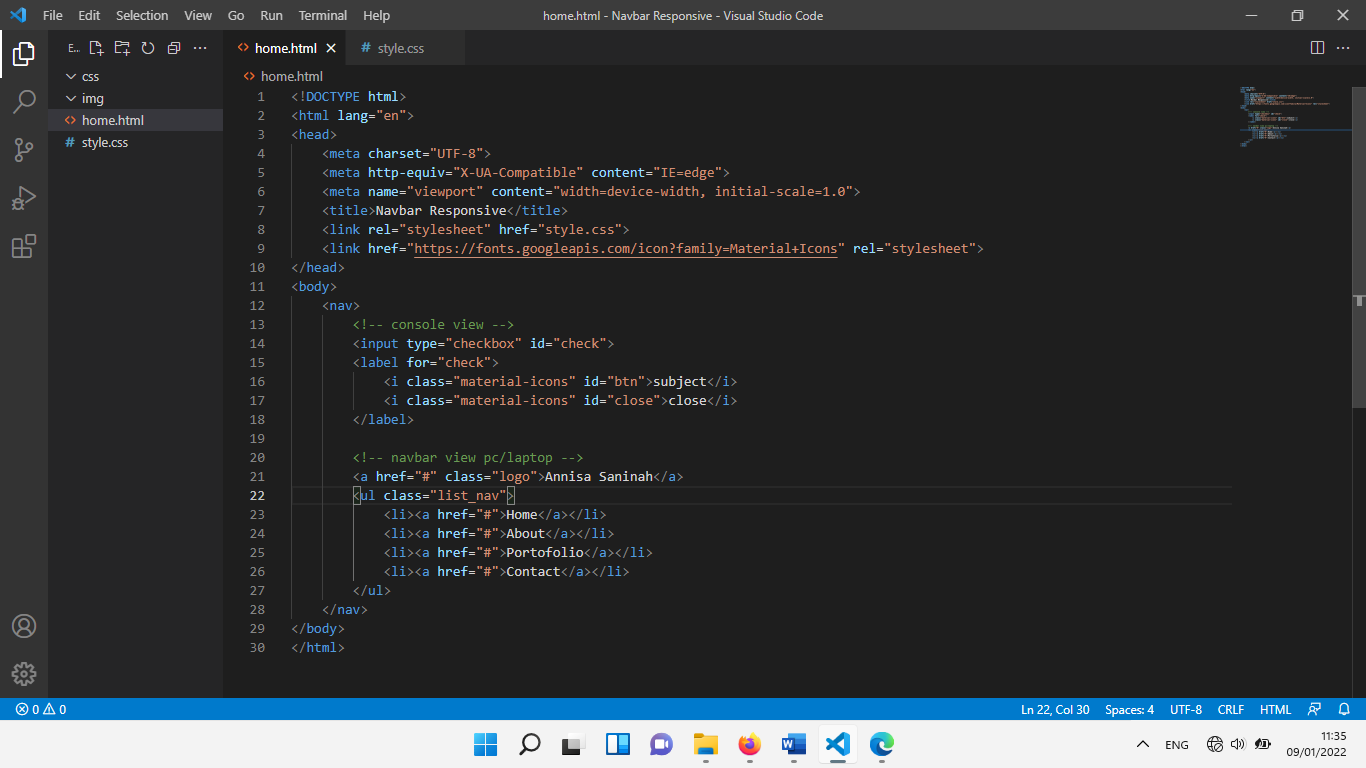 File Edit Selection View Go Run Terminal Help home.html - Navbar Responsive - Visual Studio Code
E... home.html # style.css
css
img
home.html
# style.css
home.html
1 <!DOCTYPE html>
2 <html lang="en">
3 <head>
4 <meta charset="UTF-8">
5 <meta http-equiv="X-UA-Compatible" content="IE=edge">
6 <meta name="viewport" content="width=device-width, initial-scale=1.0">
7 <title>Navbar Responsive</title>
8 <link rel="stylesheet" href="style.css">
9 <link href="https://fonts.googleapis.com/icon?family=Material+Icons" rel="stylesheet">
10 </head>
11 <body>
12 <nav>
13 <!-- console view -->
14 <input type="checkbox" id="check">
15 <label for="check">
16 <i class="material-icons" id="btn">subject</i>
17 <i class="material-icons" id="close">close</i>
18 </label>
19
20 <!-- navbar view pc/laptop -->
21 <a href="#" class="logo">Annisa Saninah</a>
22 <ul class="list_nav">
23 <li><a href="#">Home</a></li>
24 <li><a href="#">About</a></li>
25 <li><a href="#">Portofolio</a></li>
26 <li><a href="#">Contact</a></li>
27 </ul>
28 </nav>
29 </body>
30 </html>
0 0 Ln 22, Col 30 Spaces: 4 UTF-8 CRLF HTML
ENG 11:35
09/01/2022